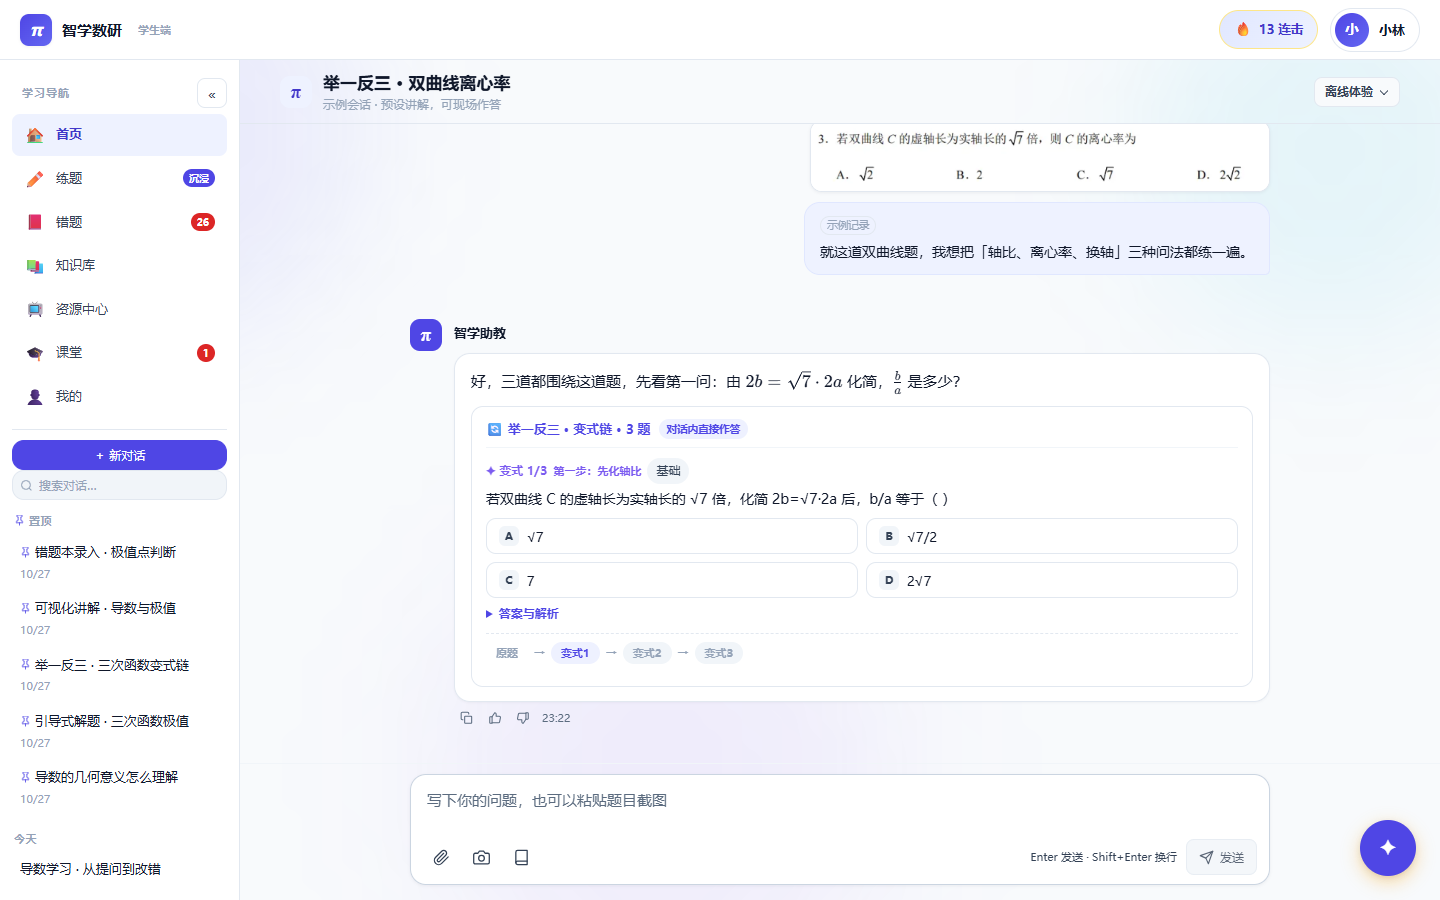 π 智学数研 学生端
13 连击
小 小林
学习导航 «
首页
练题 沉浸
错题 26
知识库
资源中心
课堂 1
我的
+ 新对话
搜索对话...
置顶
错题本录入 · 极值点判断
10/27
可视化讲解 · 导数与极值
10/27
举一反三 · 三次函数变式链
10/27
引导式解题 · 三次函数极值
10/27
导数的几何意义怎么理解
10/27
今天
导数学习 · 从提问到改错
π 举一反三 · 双曲线离心率
示例会话 · 预设讲解，可现场作答
离线体验
3. 若双曲线 C 的虚轴长为实轴长的 √7 倍，则 C 的离心率为
A. √2 B. 2 C. √7 D. 2√2
示例记录
就这道双曲线题，我想把「轴比、离心率、换轴」三种问法都练一遍。
π 智学助教
好，三道都围绕这道题，先看第一问：由 2b = √7 · 2a 化简，b/a 是多少？
举一反三 • 变式链 • 3 题 对话内直接作答
✦ 变式 1/3 第一步：先化轴比 基础
若双曲线 C 的虚轴长为实轴长的 √7 倍，化简 2b=√7·2a 后，b/a 等于（ ）
A √7 B √7/2
C 7 D 2√7
▶ 答案与解析
原题 → 变式1 → 变式2 → 变式3
23:22
写下你的问题，也可以粘贴题目截图
Enter 发送 · Shift+Enter 换行 发送